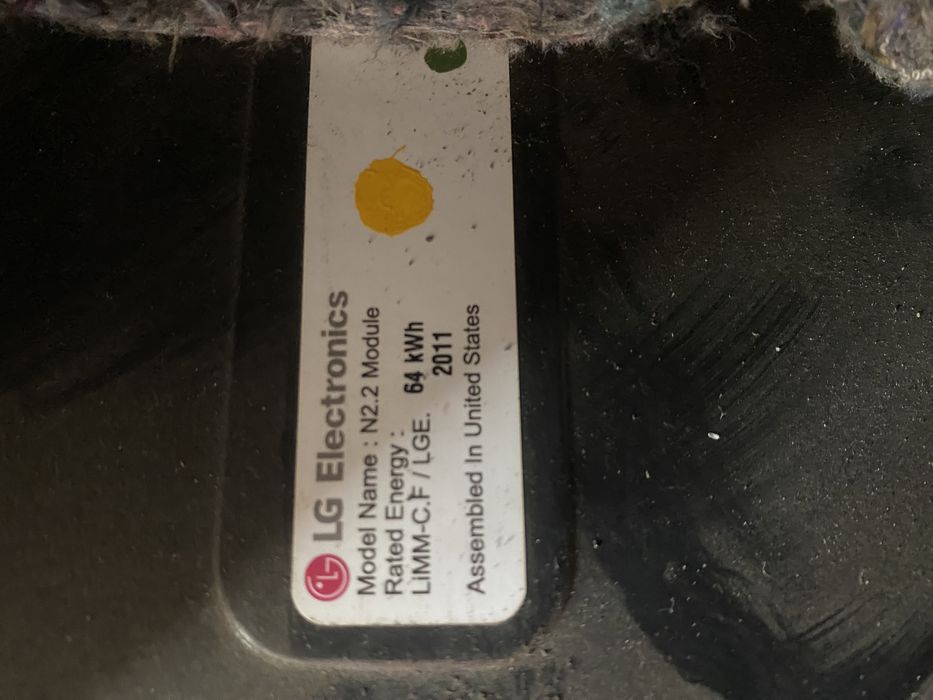 LG Electronics
Model Name : N2.2 Module
Rated Energy : 64 kWh
LiMM-C.F / LGE. 2011
Assembled In United States